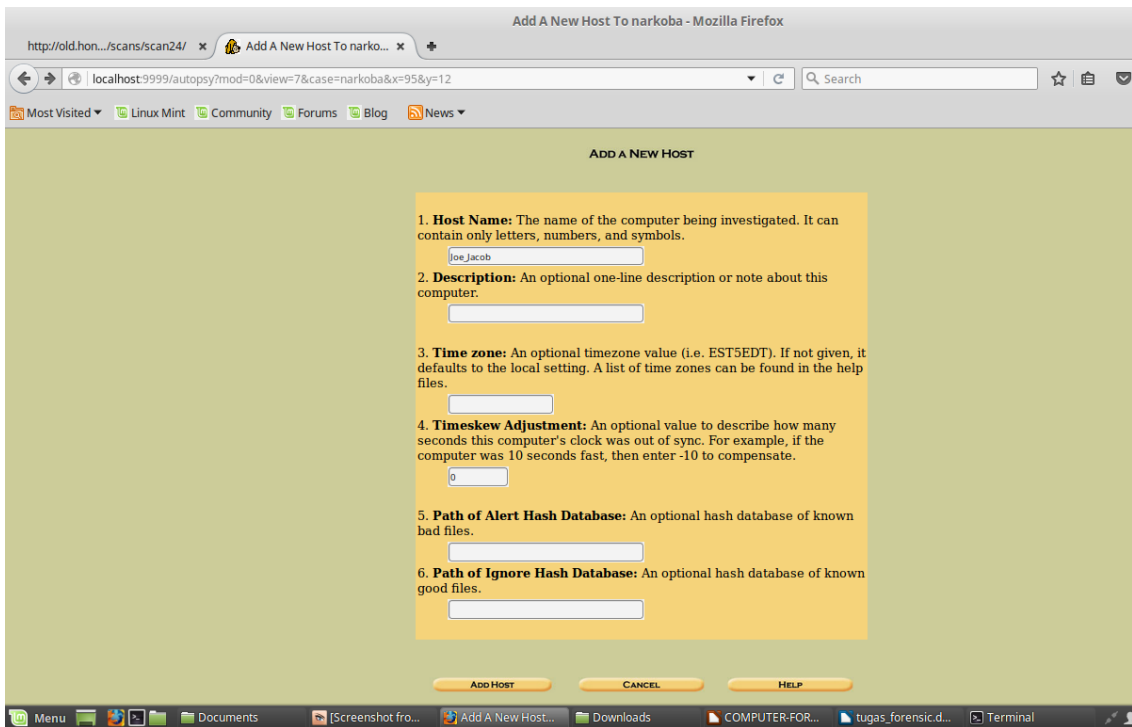 Add A New Host To narkoba - Mozilla Firefox
http://old.hon.../scans/scan24/ × Add A New Host To narko... ×
localhost:9999/autopsy?mod=0&view=7&case=narkoba&x=95&y=12 Search
Most Visited Linux Mint Community Forums Blog News
ADD A NEW HOST
1. Host Name: The name of the computer being investigated. It can
contain only letters, numbers, and symbols.
Joe_Jacob
2. Description: An optional one-line description or note about this
computer.
3. Time zone: An optional timezone value (i.e. EST5EDT). If not given, it
defaults to the local setting. A list of time zones can be found in the help
files.
4. Timeskew Adjustment: An optional value to describe how many
seconds this computer's clock was out of sync. For example, if the
computer was 10 seconds fast, then enter -10 to compensate.
0
5. Path of Alert Hash Database: An optional hash database of known
bad files.
6. Path of Ignore Hash Database: An optional hash database of known
good files.
ADD HOST CANCEL HELP
Menu Documents [Screenshot fro... Add A New Host... Downloads COMPUTER-FOR... tugas_forensic.d... Terminal